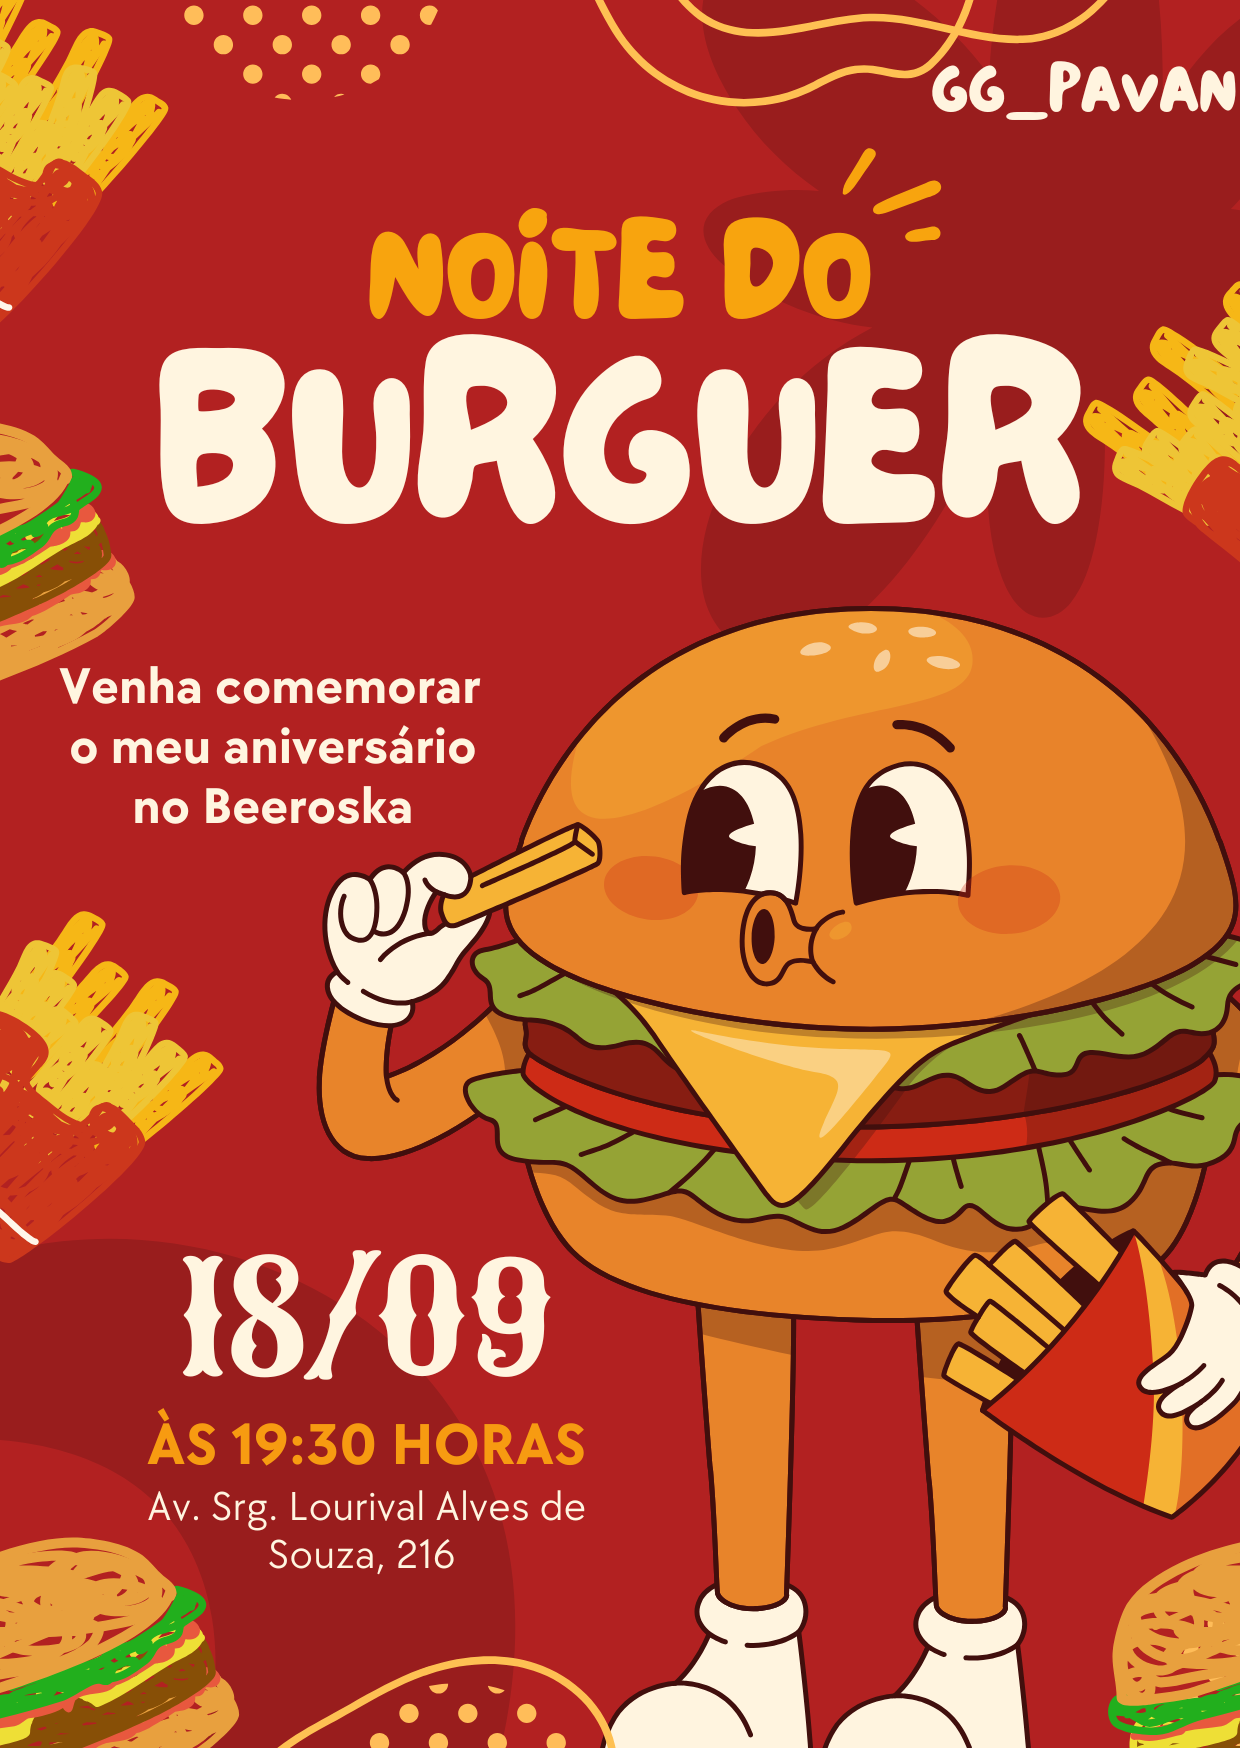 GG_PAVAN
NOITE DO
BURGUER
Venha comemorar
o meu aniversário
no Beeroska
18/09
ÀS 19:30 HORAS
Av. Srg. Lourival Alves de
Souza, 216